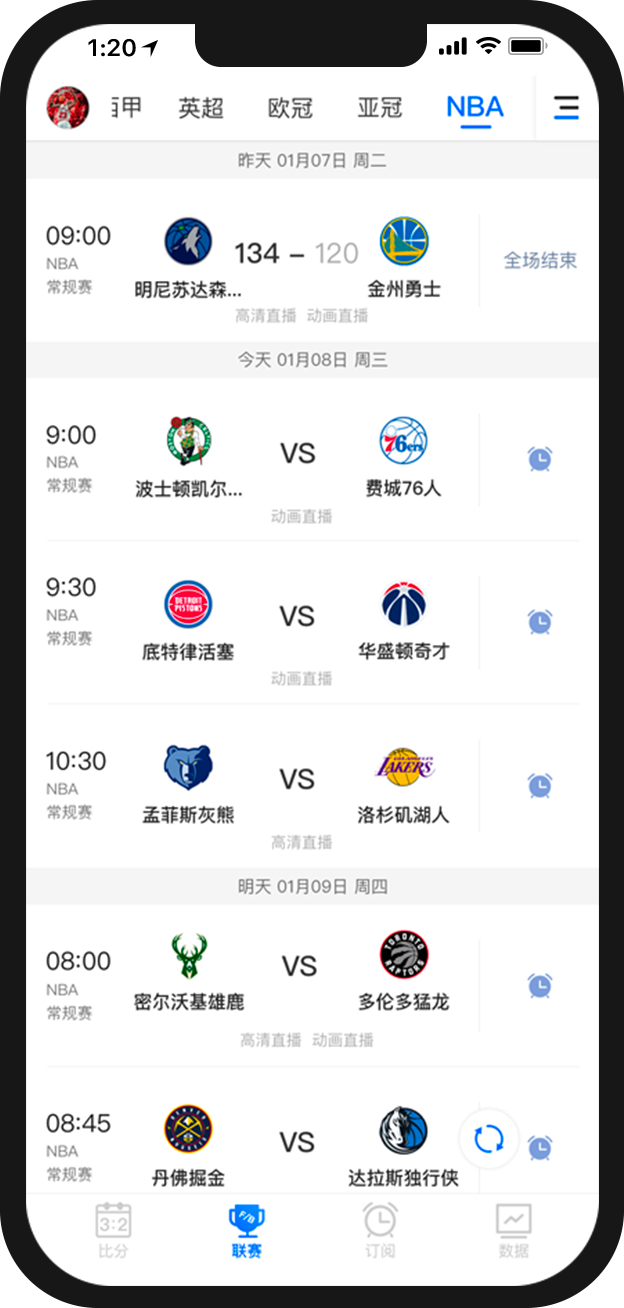 1:20
百甲 英超 欧冠 亚冠 NBA
昨天 01月07日 周二
09:00
NBA
常规赛
134 – 120
明尼苏达森... 金州勇士
全场结束
高清直播 动画直播
今天 01月08日 周三
9:00
NBA
常规赛
VS
76ers
波士顿凯尔... 费城76人
动画直播
9:30
NBA
常规赛
DETROIT
PISTONS
VS
底特律活塞 华盛顿奇才
动画直播
10:30
NBA
常规赛
VS
LAKERS
孟菲斯灰熊 洛杉矶湖人
高清直播
明天 01月09日 周四
08:00
NBA
常规赛
VS
TORONTO
RAPTORS
密尔沃基雄鹿 多伦多猛龙
高清直播 动画直播
08:45
NBA
常规赛
DENVER
NUGGETS
VS
丹佛掘金 达拉斯独行侠
3:2 F/B
比分 联赛 订阅 数据